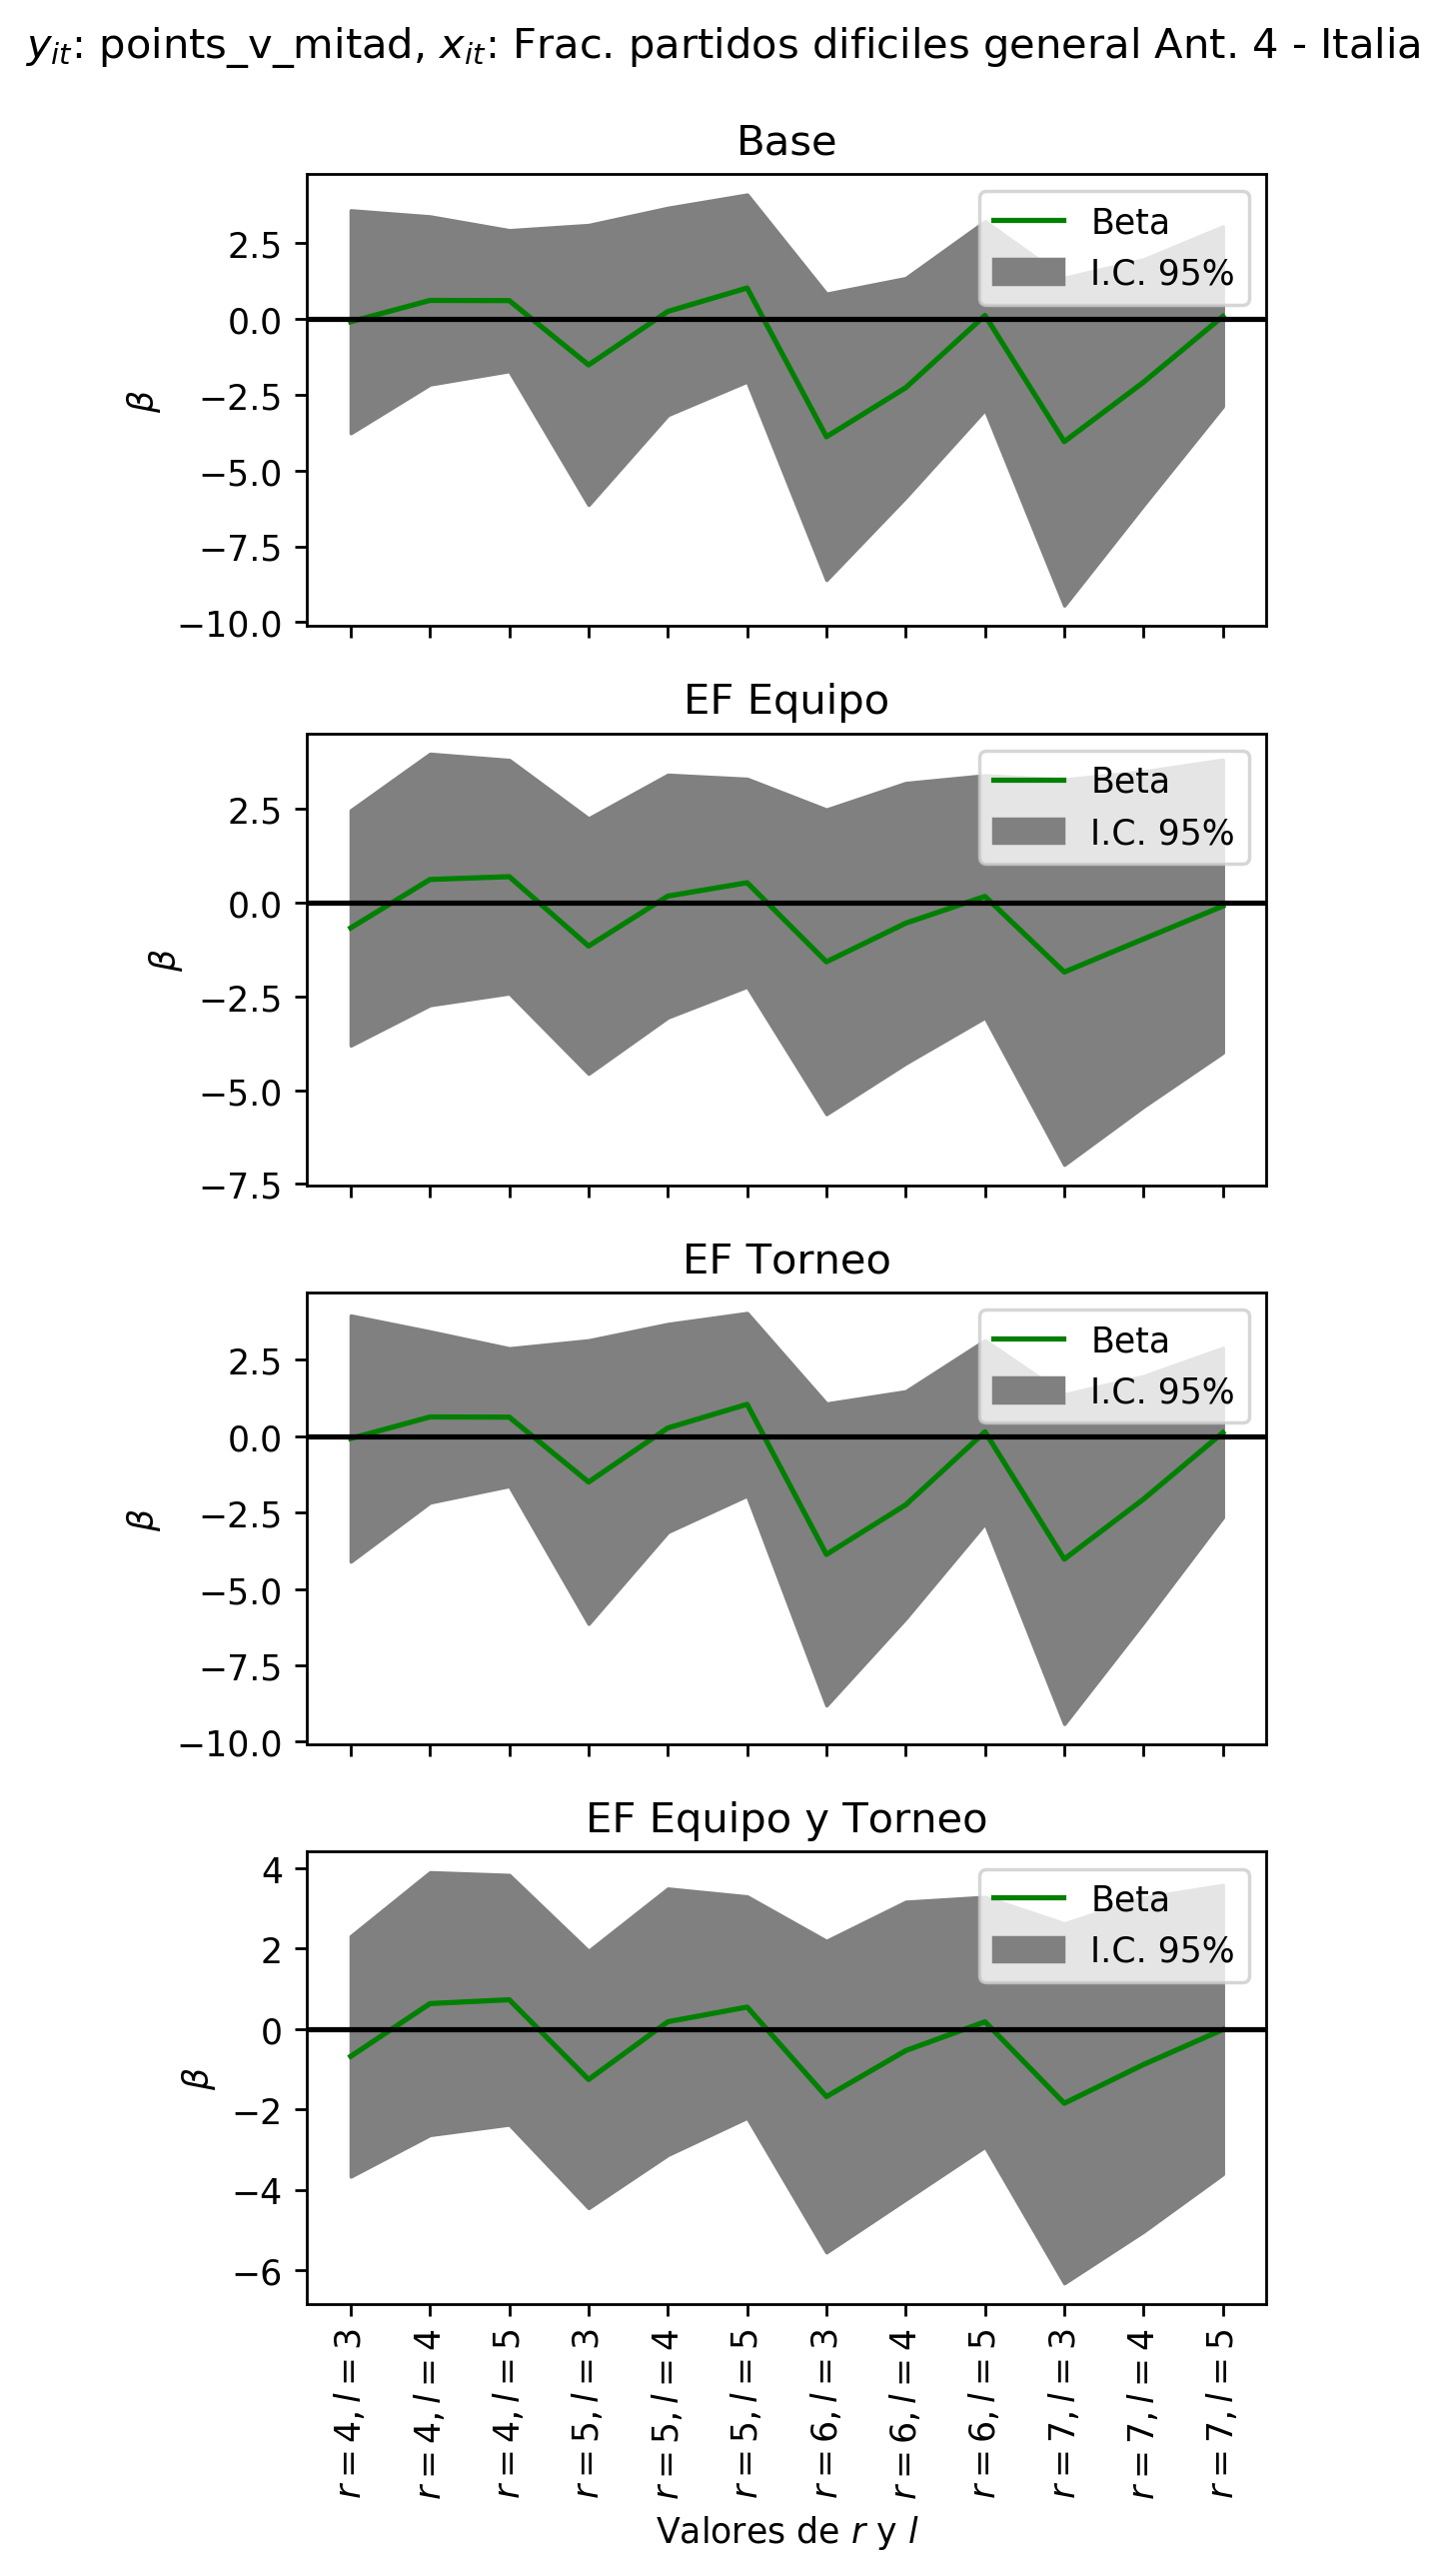 y_it: points_v_mitad, x_it: Frac. partidos dificiles general Ant. 4 - Italia
Base
Beta
I.C. 95%
2.5
0.0
−2.5
−5.0
−7.5
−10.0
β
EF Equipo
Beta
I.C. 95%
2.5
0.0
−2.5
−5.0
−7.5
β
EF Torneo
Beta
I.C. 95%
2.5
0.0
−2.5
−5.0
−7.5
−10.0
β
EF Equipo y Torneo
Beta
I.C. 95%
4
2
0
−2
−4
−6
β
r = 4, l = 3
r = 4, l = 4
r = 4, l = 5
r = 5, l = 3
r = 5, l = 4
r = 5, l = 5
r = 6, l = 3
r = 6, l = 4
r = 6, l = 5
r = 7, l = 3
r = 7, l = 4
r = 7, l = 5
Valores de r y l